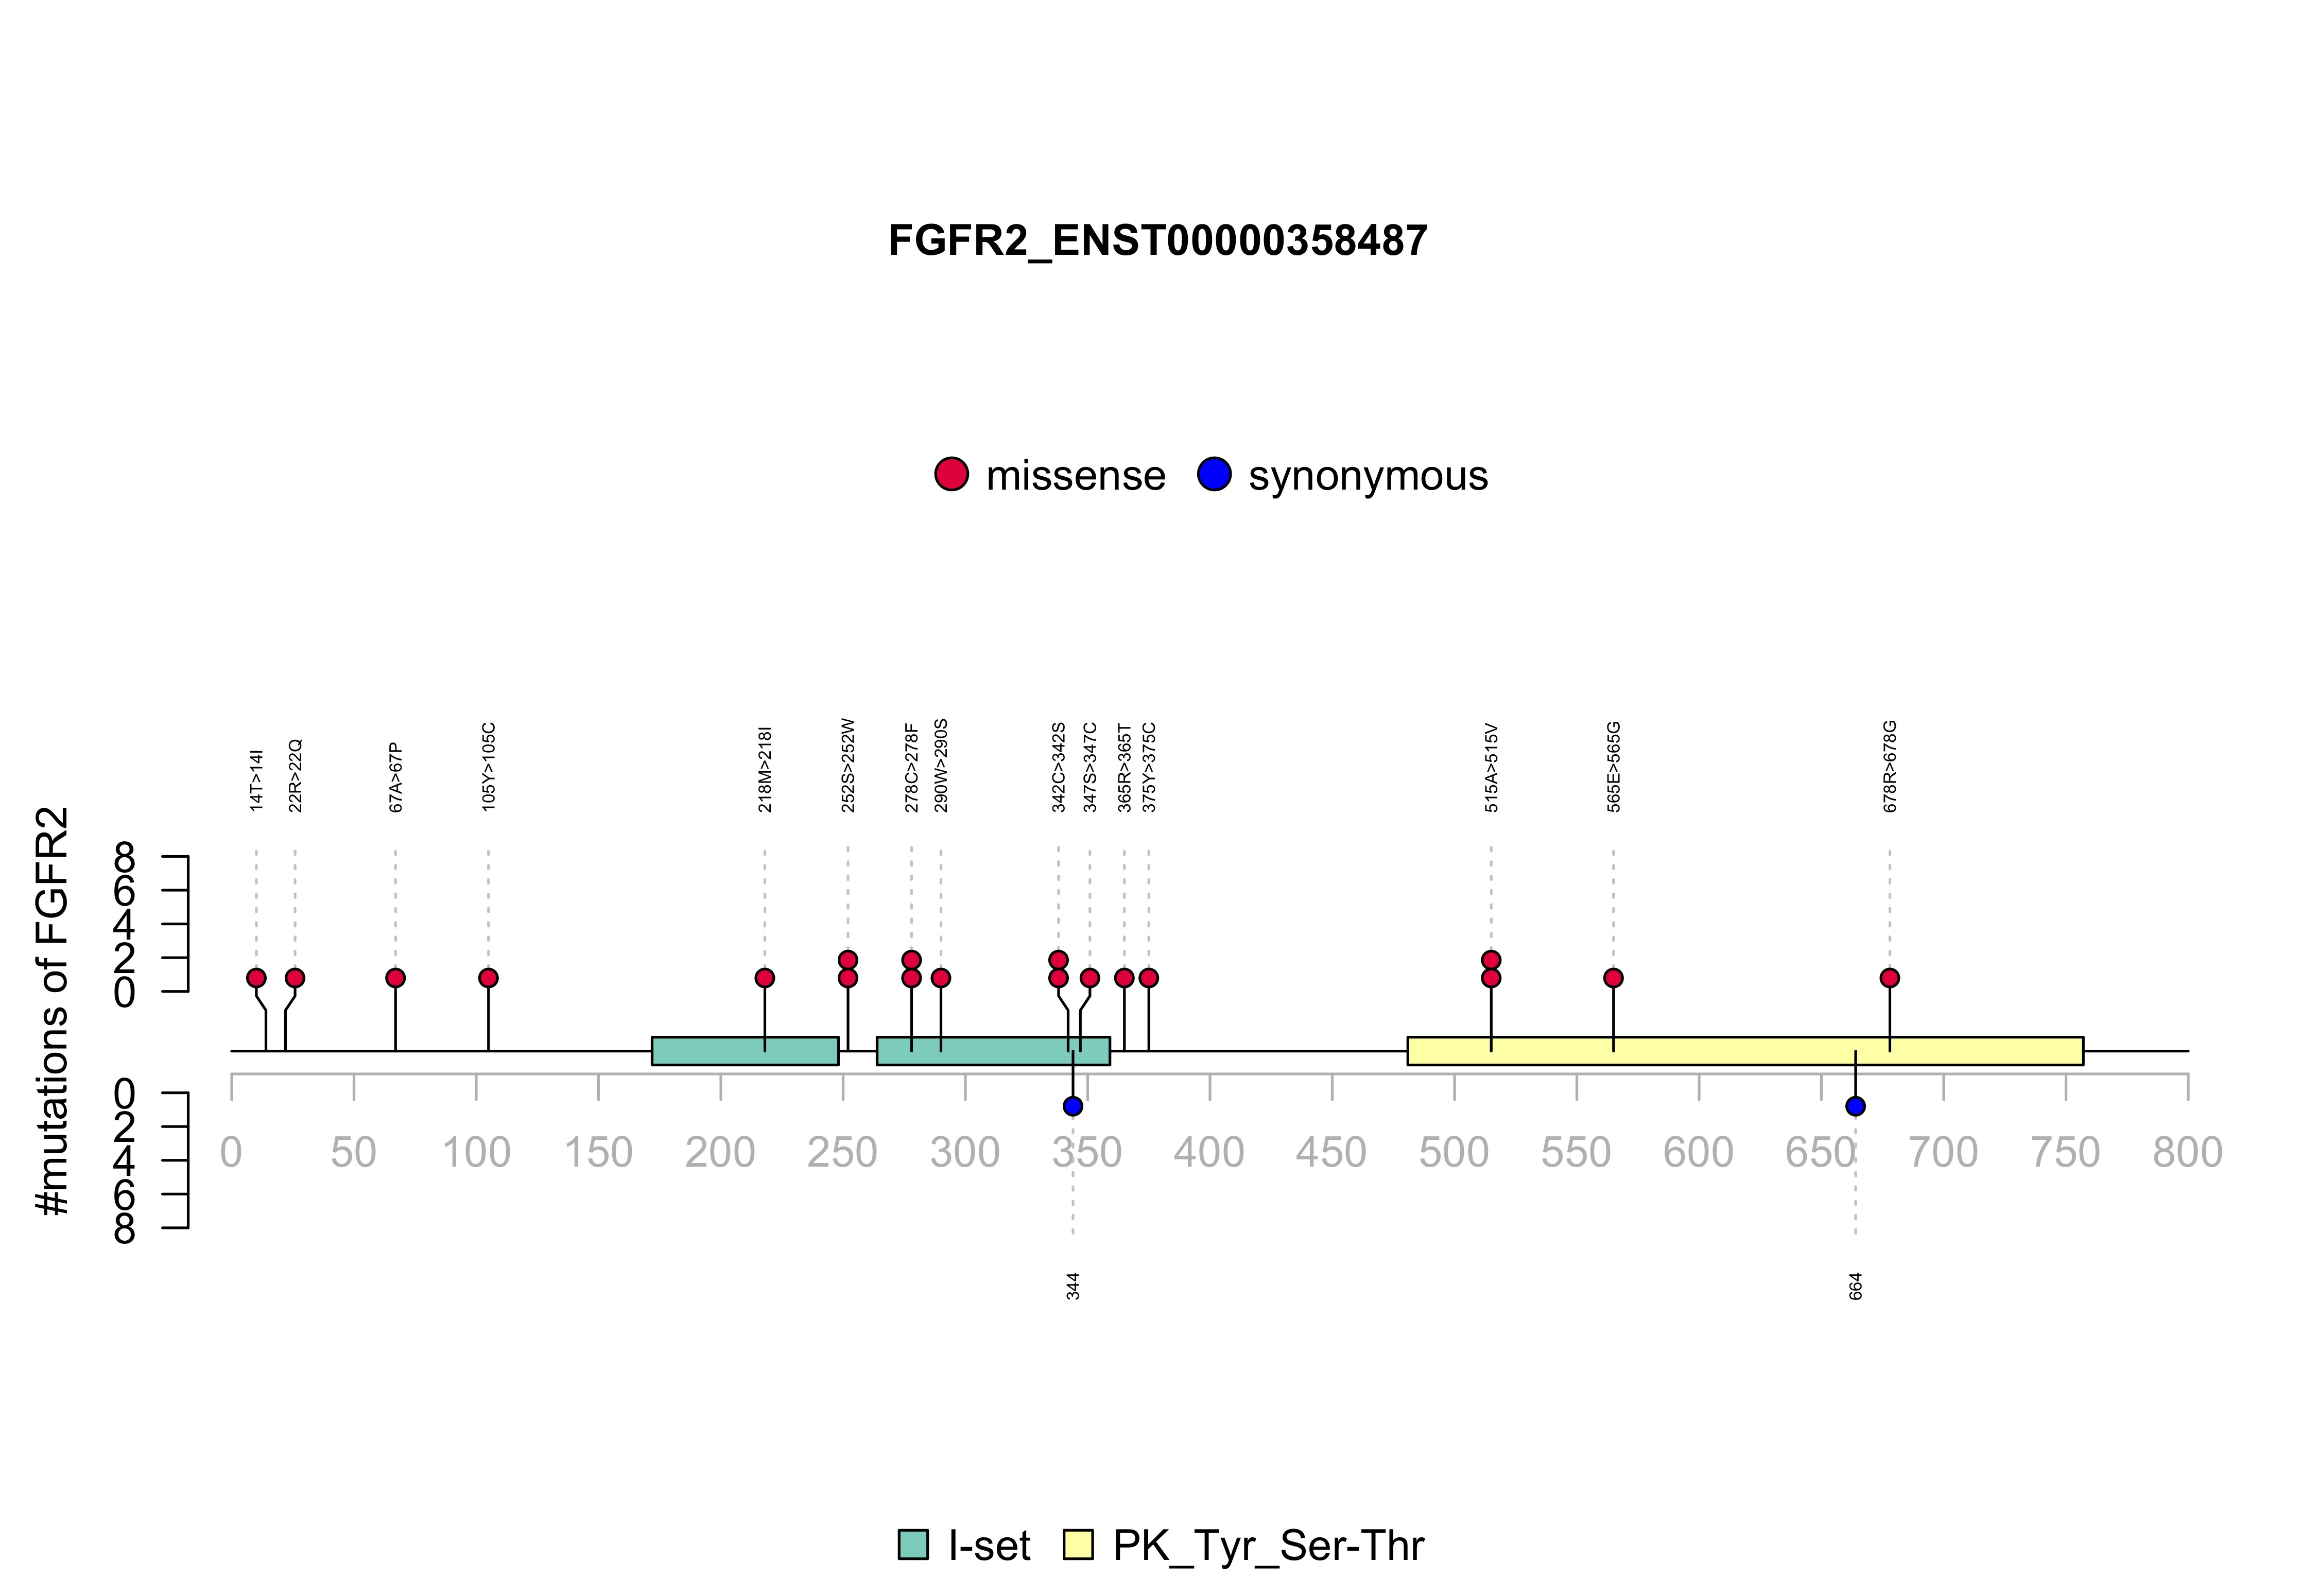 FGFR2_ENST00000358487
missense synonymous
14T>14I
22R>22Q
67A>67P
105Y>105C
218M>218I
252S>252W
278C>278F
290W>290S
342C>342S
347S>347C
365R>365T
375Y>375C
515A>515V
565E>565G
678R>678G
#mutations of FGFR2
8
6
4
2
0
0
2
4
6
8
0 50 100 150 200 250 300 350 400 450 500 550 600 650 700 750 800
344
664
I-set PK_Tyr_Ser-Thr